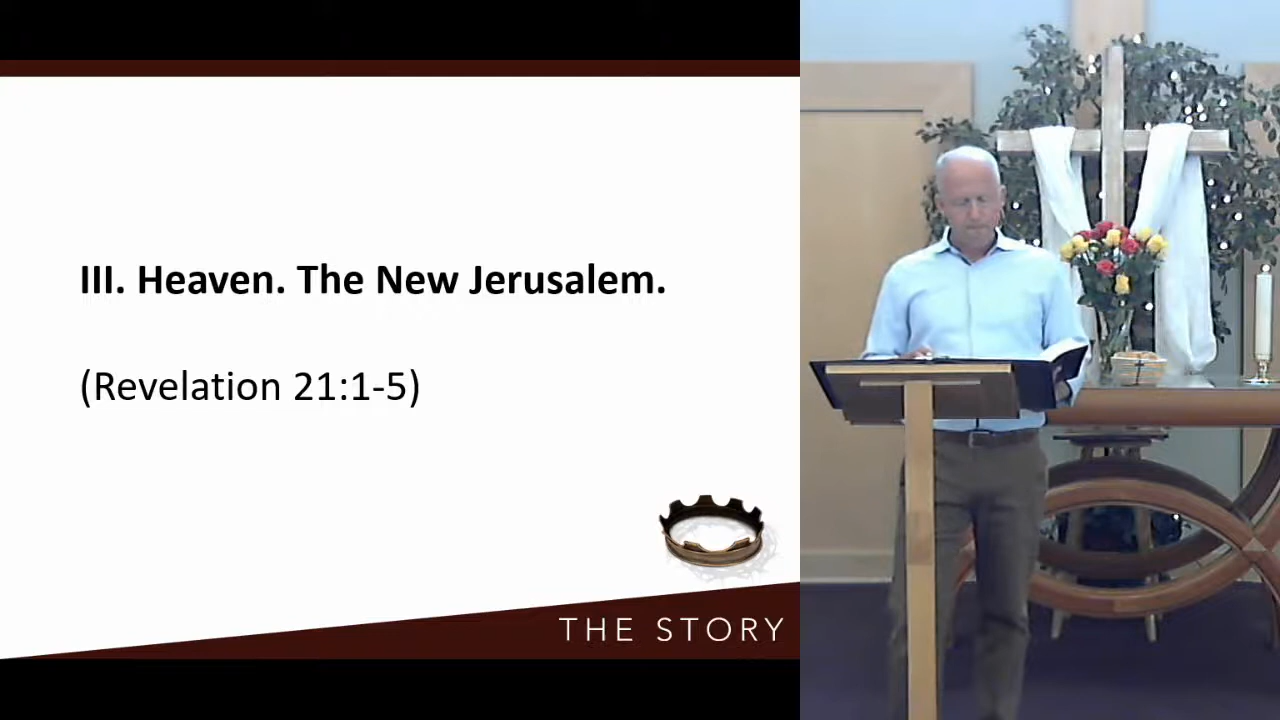 III. Heaven. The New Jerusalem.
(Revelation 21:1-5)
THE STORY